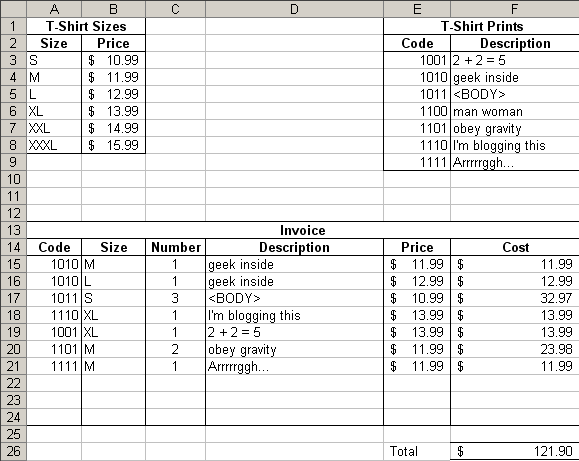 A B C D E F
1 T-Shirt Sizes T-Shirt Prints
2 Size Price Code Description
3 S $ 10.99 1001 2 + 2 = 5
4 M $ 11.99 1010 geek inside
5 L $ 12.99 1011 <BODY>
6 XL $ 13.99 1100 man woman
7 XXL $ 14.99 1101 obey gravity
8 XXXL $ 15.99 1110 I'm blogging this
9 1111 Arrrrrggh...
10
11
12
13 Invoice
14 Code Size Number Description Price Cost
15 1010 M 1 geek inside $ 11.99 $ 11.99
16 1010 L 1 geek inside $ 12.99 $ 12.99
17 1011 S 3 <BODY> $ 10.99 $ 32.97
18 1110 XL 1 I'm blogging this $ 13.99 $ 13.99
19 1001 XL 1 2 + 2 = 5 $ 13.99 $ 13.99
20 1101 M 2 obey gravity $ 11.99 $ 23.98
21 1111 M 1 Arrrrrggh... $ 11.99 $ 11.99
22
23
24
25
26 Total $ 121.90